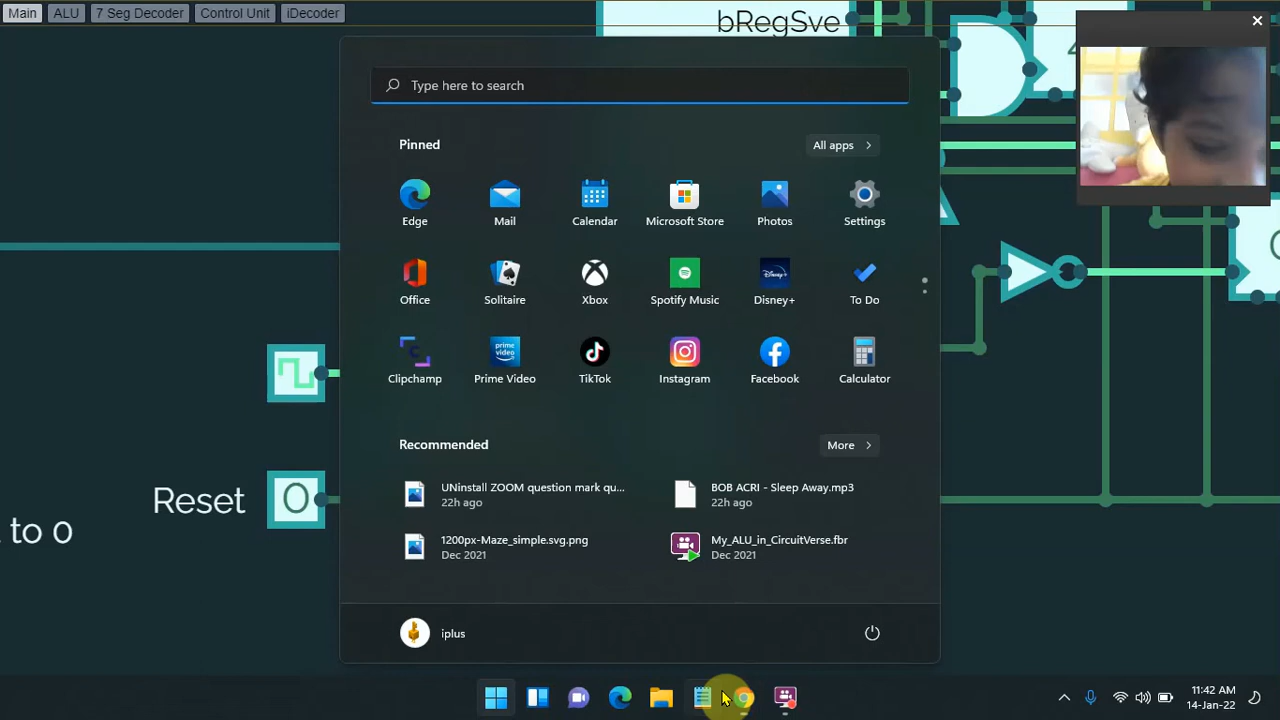 Main
ALU
7 Seg Decoder
Control Unit
iDecoder
bRegSve
Type here to search
Pinned
All apps
Edge
Mail
Calendar
Microsoft Store
Photos
Settings
Office
Solitaire
Xbox
Spotify Music
Disney+
To Do
Clipchamp
Prime Video
TikTok
Instagram
Facebook
Calculator
Recommended
More
UNinstall ZOOM question mark qu...
22h ago
BOB ACRI - Sleep Away.mp3
22h ago
1200px-Maze_simple.svg.png
Dec 2021
My_ALU_in_CircuitVerse.fbr
Dec 2021
Reset
0
to 0
iplus
11:42 AM
14-Jan-22